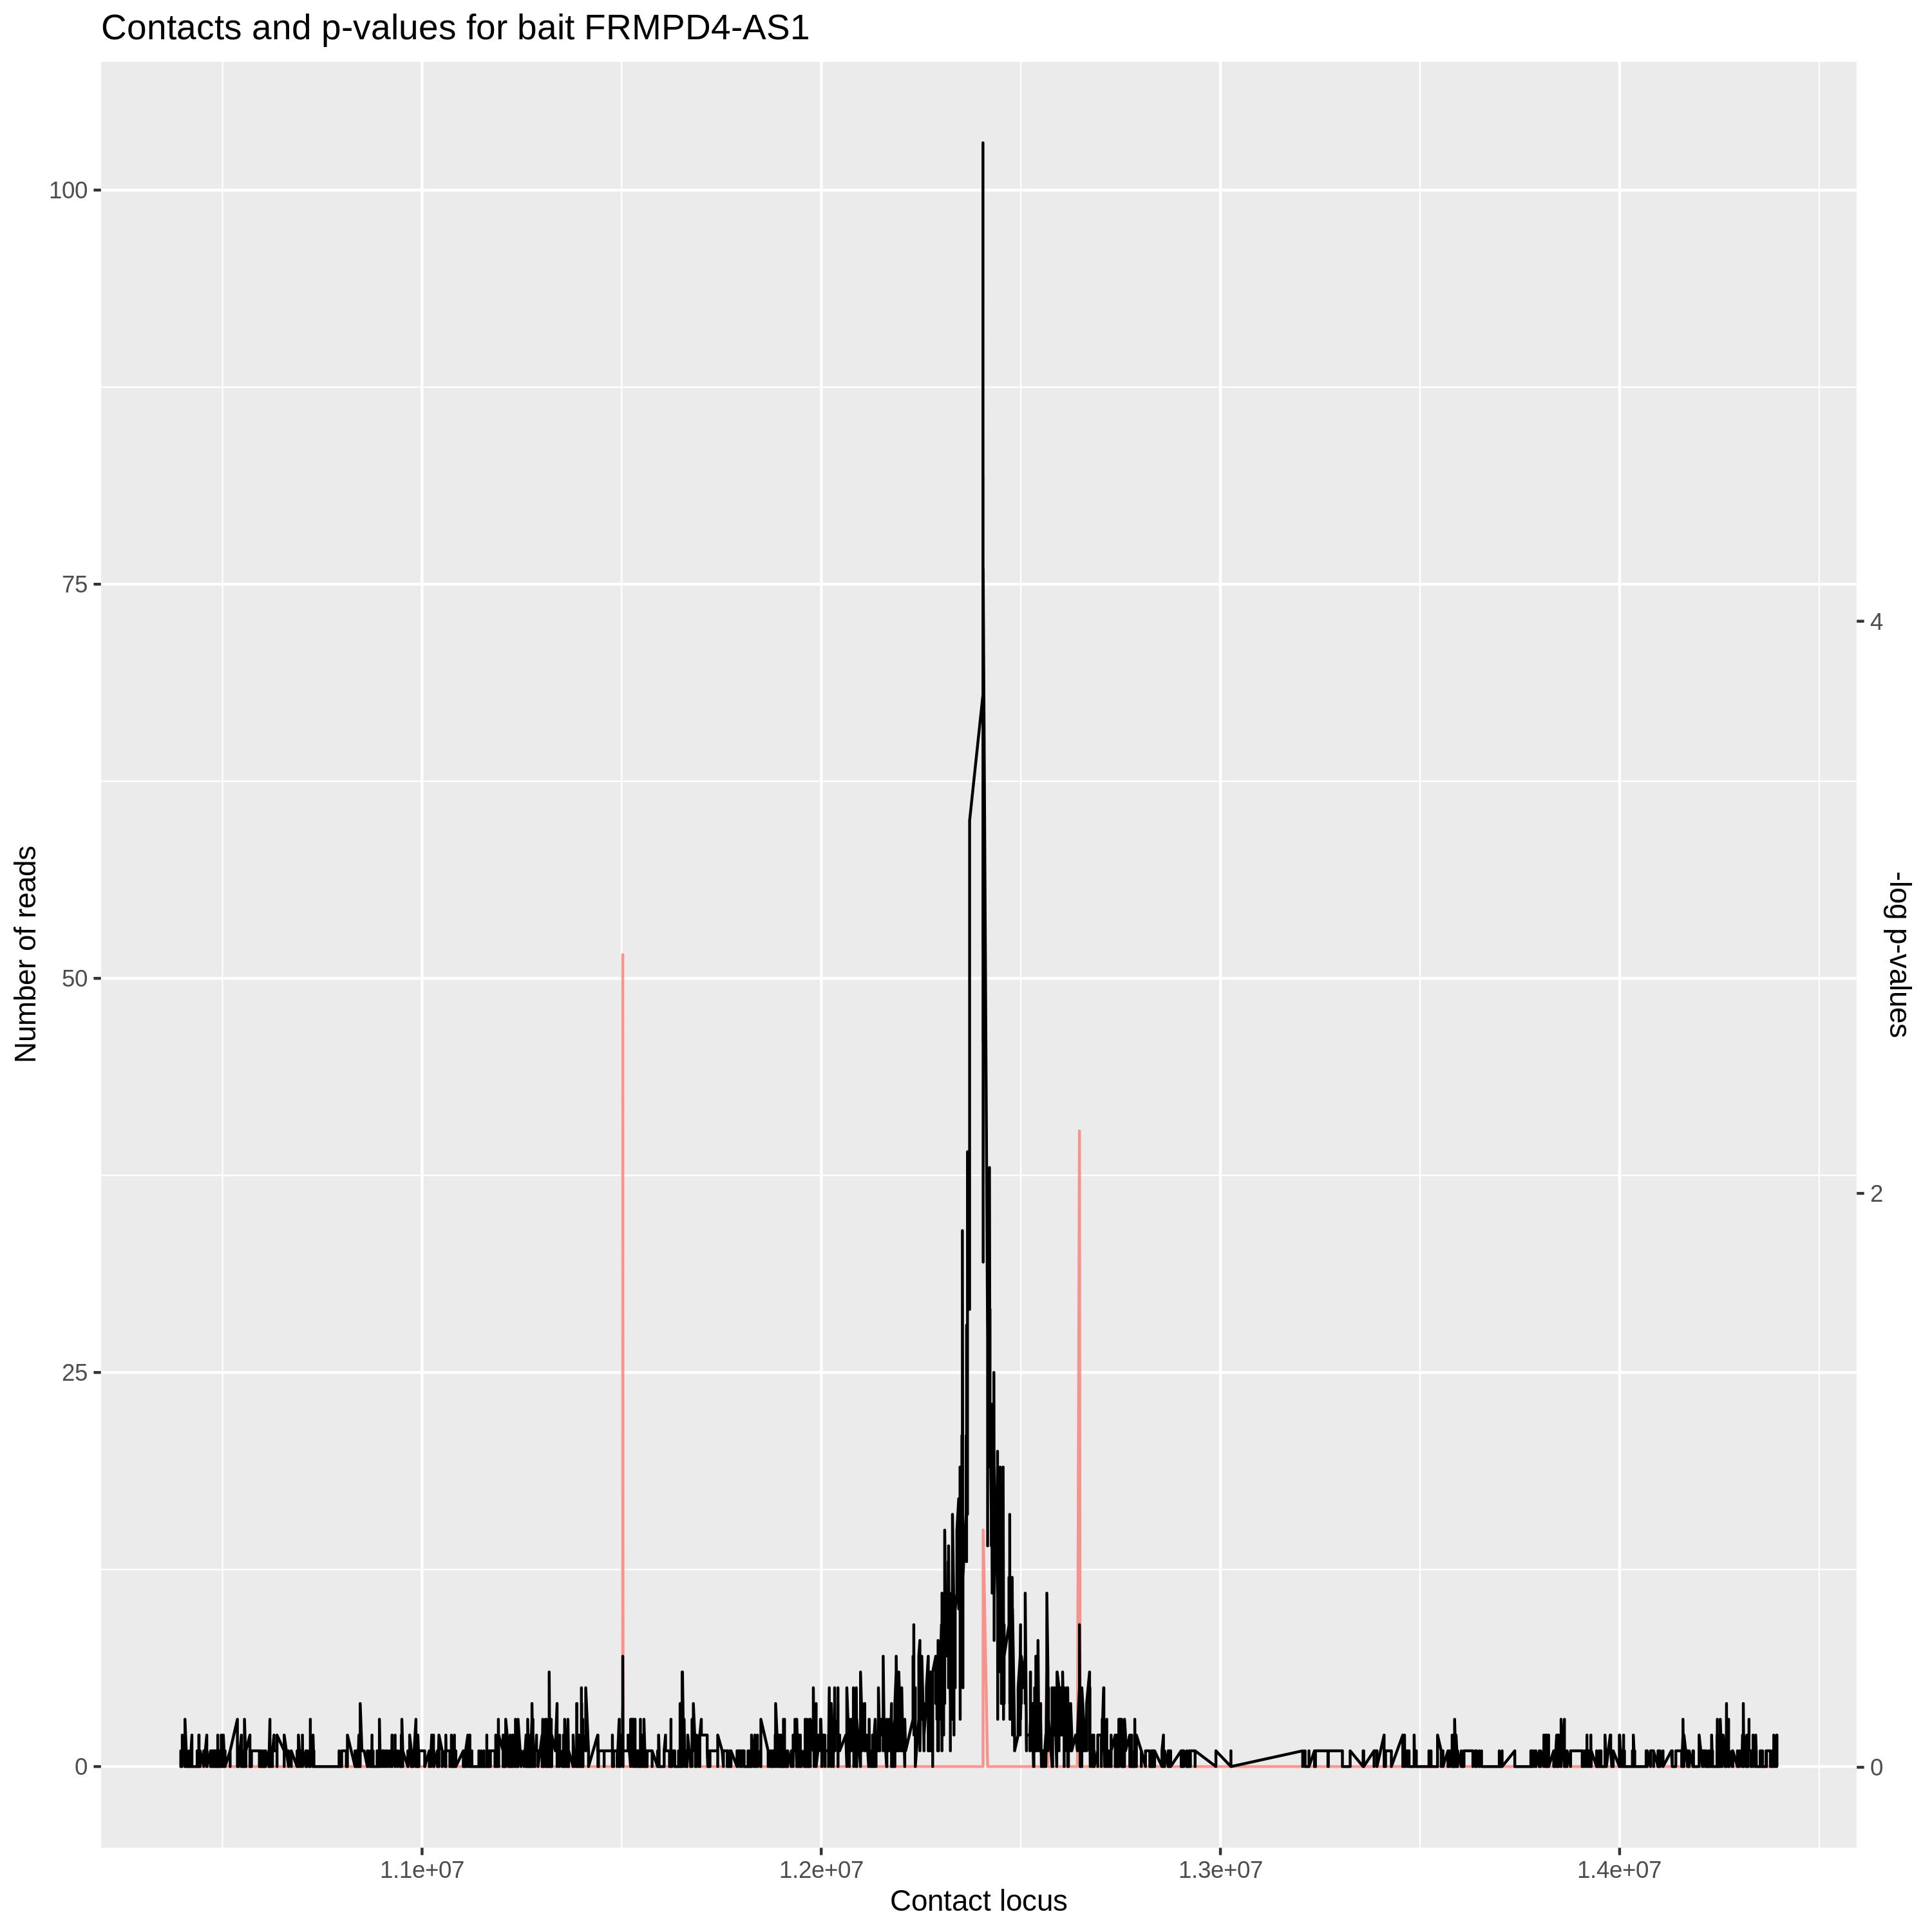 Contacts and p-values for bait FRMPD4-AS1
100
75
50
25
0
Number of reads
4
2
0
-log p-values
1.1e+07
1.2e+07
1.3e+07
1.4e+07
Contact locus